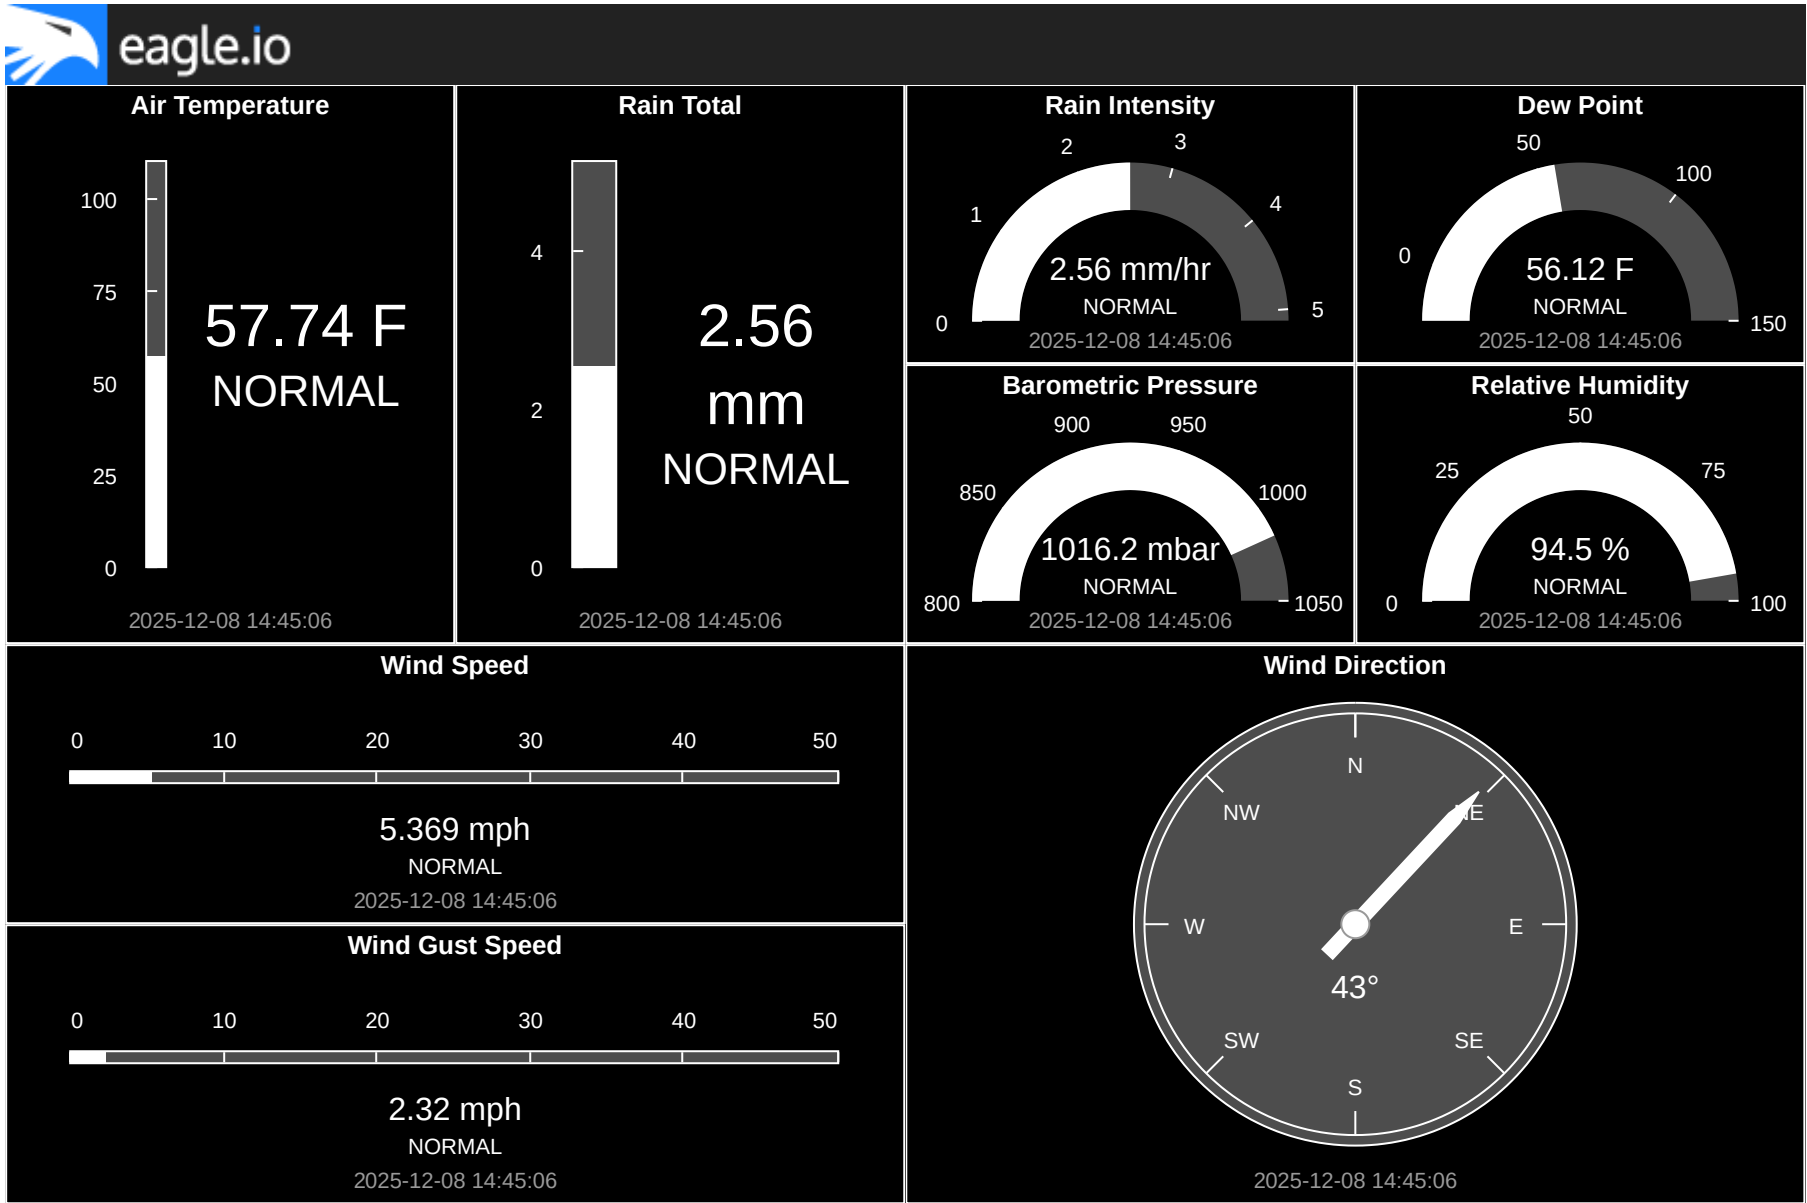 eagle.io
Air Temperature
100
75
50
25
0
57.74 F
NORMAL
2025-12-08 14:45:06
Rain Total
4
2
0
2.56
mm
NORMAL
2025-12-08 14:45:06
Rain Intensity
0
1
2
3
4
5
2.56 mm/hr
NORMAL
2025-12-08 14:45:06
Dew Point
0
50
100
150
56.12 F
NORMAL
2025-12-08 14:45:06
Barometric Pressure
800
850
900
950
1000
1050
1016.2 mbar
NORMAL
2025-12-08 14:45:06
Relative Humidity
0
25
50
75
100
94.5 %
NORMAL
2025-12-08 14:45:06
Wind Speed
0 10 20 30 40 50
5.369 mph
NORMAL
2025-12-08 14:45:06
Wind Gust Speed
0 10 20 30 40 50
2.32 mph
NORMAL
2025-12-08 14:45:06
Wind Direction
N
NW NE
W E
43°
SW SE
S
2025-12-08 14:45:06